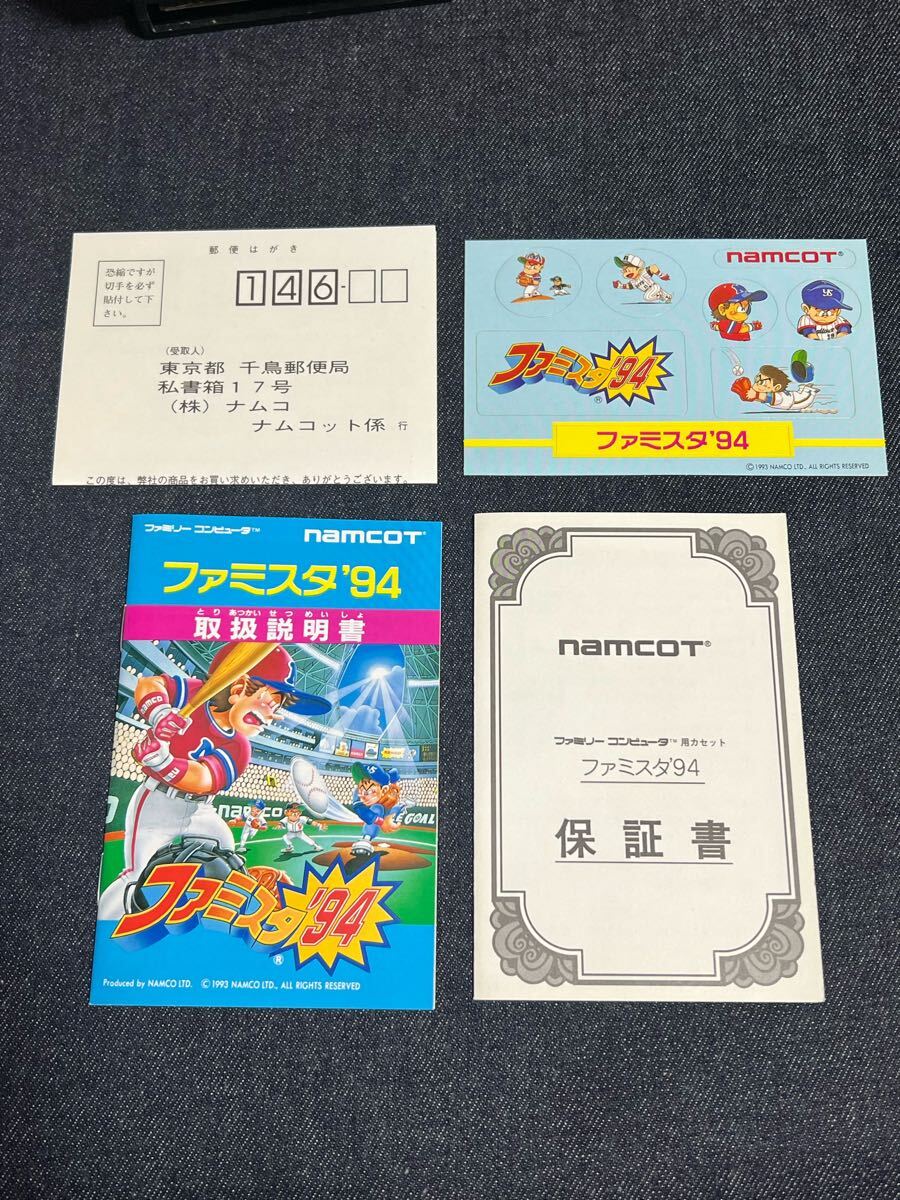 郵便はがき
恐縮ですが
切手を必ず
貼付して下
さい。
146-
（受取人）
東京都 千鳥郵便局
私書箱１７号
（株）ナムコ
ナムコット係 行
この度は、弊社の商品をお買い求めいただき、ありがとうございます。
namcoT®
ファミスタ'94
®
ファミスタ'94
©1993 NAMCO LTD., ALL RIGHTS RESERVED
ファミリー コンピュータ™
namcoT®
ファミスタ'94
とり あつかい せつ めい しょ
取扱説明書
namco
namco
namcoT
LE GOAL
ファミスタ'94
®
Produced by NAMCO LTD. ©1993 NAMCO LTD., ALL RIGHTS RESERVED
namcoT®
ファミリー コンピュータ™用カセット
ファミスタ'94
保証書